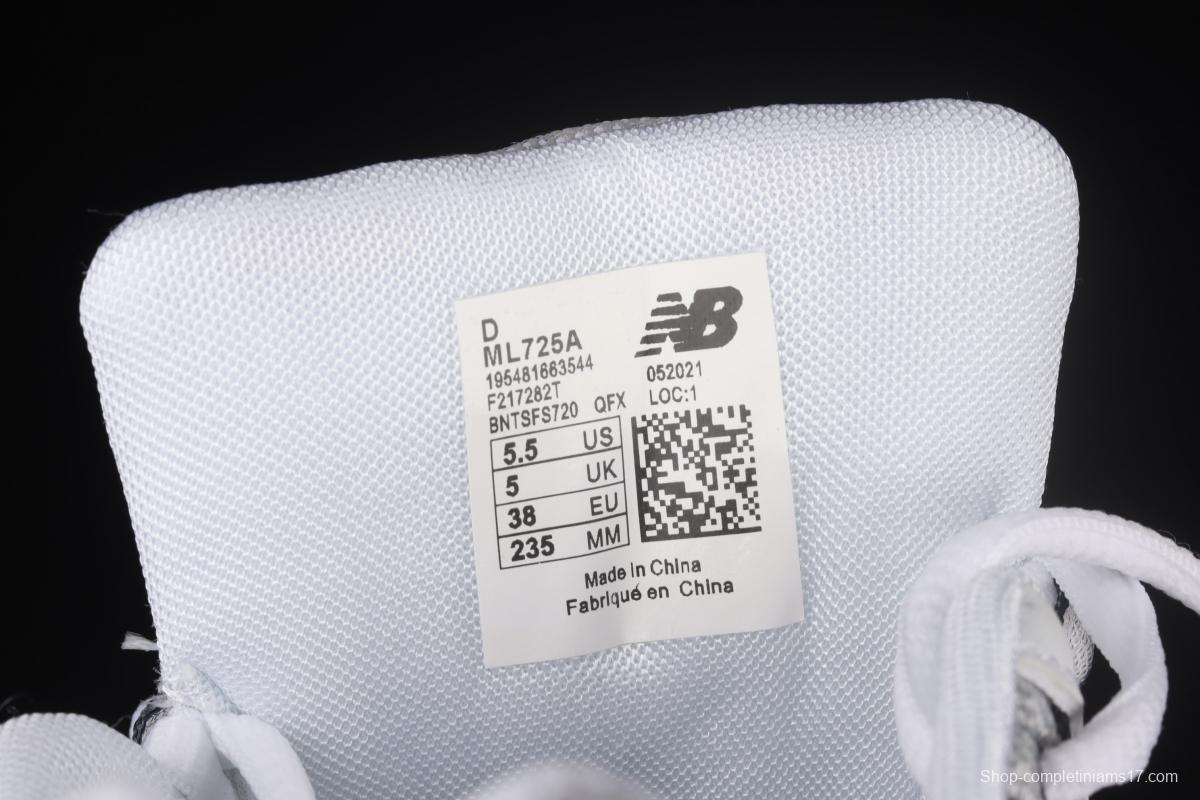 D
ML725A
195481663544
F217282T
BNTSFS720 QFX
5.5 US
5 UK
38 EU
235 MM
NB
052021
LOC:1
Made in China
Fabriqué en China
Shop-completiniams17.com